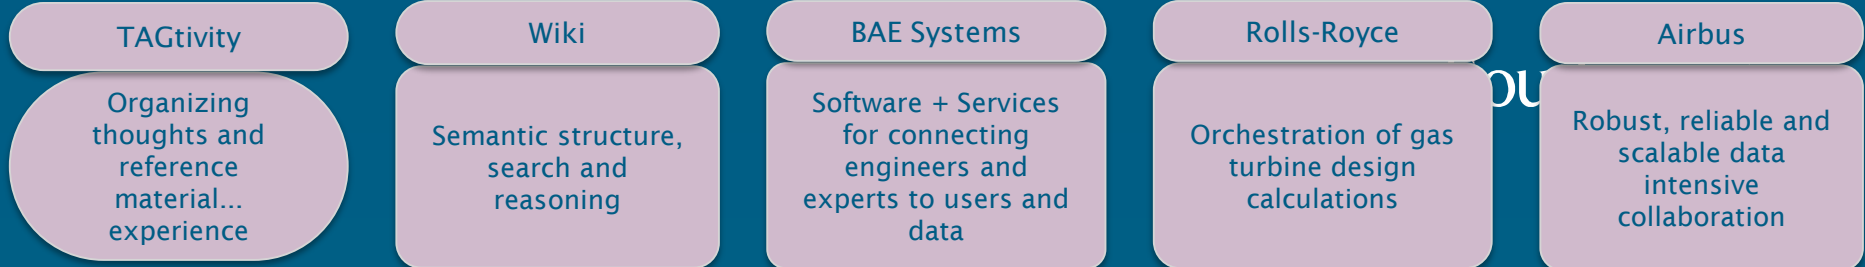 TAGtivity
Organizing
thoughts and
reference
material...
experience
Wiki
Semantic structure,
search and
reasoning
BAE Systems
Software + Services
for connecting
engineers and
experts to users and
data
Rolls-Royce
Orchestration of gas
turbine design
calculations
Airbus
Robust, reliable and
scalable data
intensive
collaboration